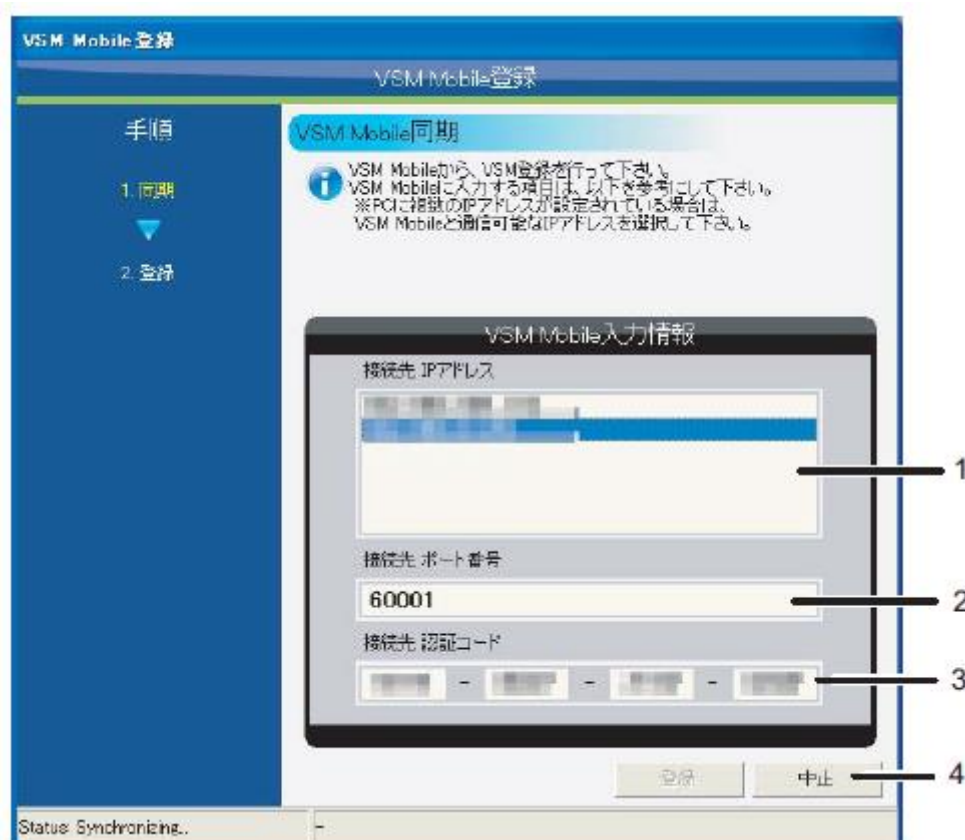 VSM Mobile登録
VSM Mobile登録
手順
1. 同期
2. 登録
VSM Mobile同期
VSM Mobileから、VSM登録を行って下さい。
VSM Mobileに入力する項目は、以下を参考にして下さい。
※PCに複数のIPアドレスが設定されている場合は、
VSM Mobileと通信可能なIPアドレスを選択して下さい。
VSM Mobile入力情報
接続先 IPアドレス
1
接続先 ポート番号
60001
2
接続先 認証コード
- - -
3
登録
中止
4
Status: Synchronizing..
-